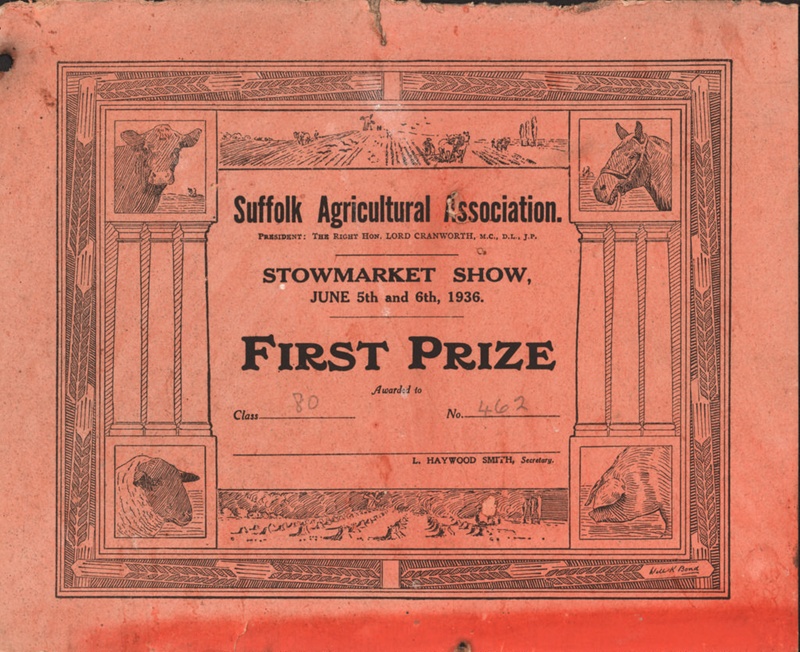 Suffolk Agricultural Association.
PRESIDENT: THE RIGHT HON. LORD CRANWORTH, M.C., D.L., J.P.
STOWMARKET SHOW,
JUNE 5th and 6th, 1936.
FIRST PRIZE
Awarded to
Class 80 No. 462
L. HAYWOOD SMITH, Secretary.
Bond